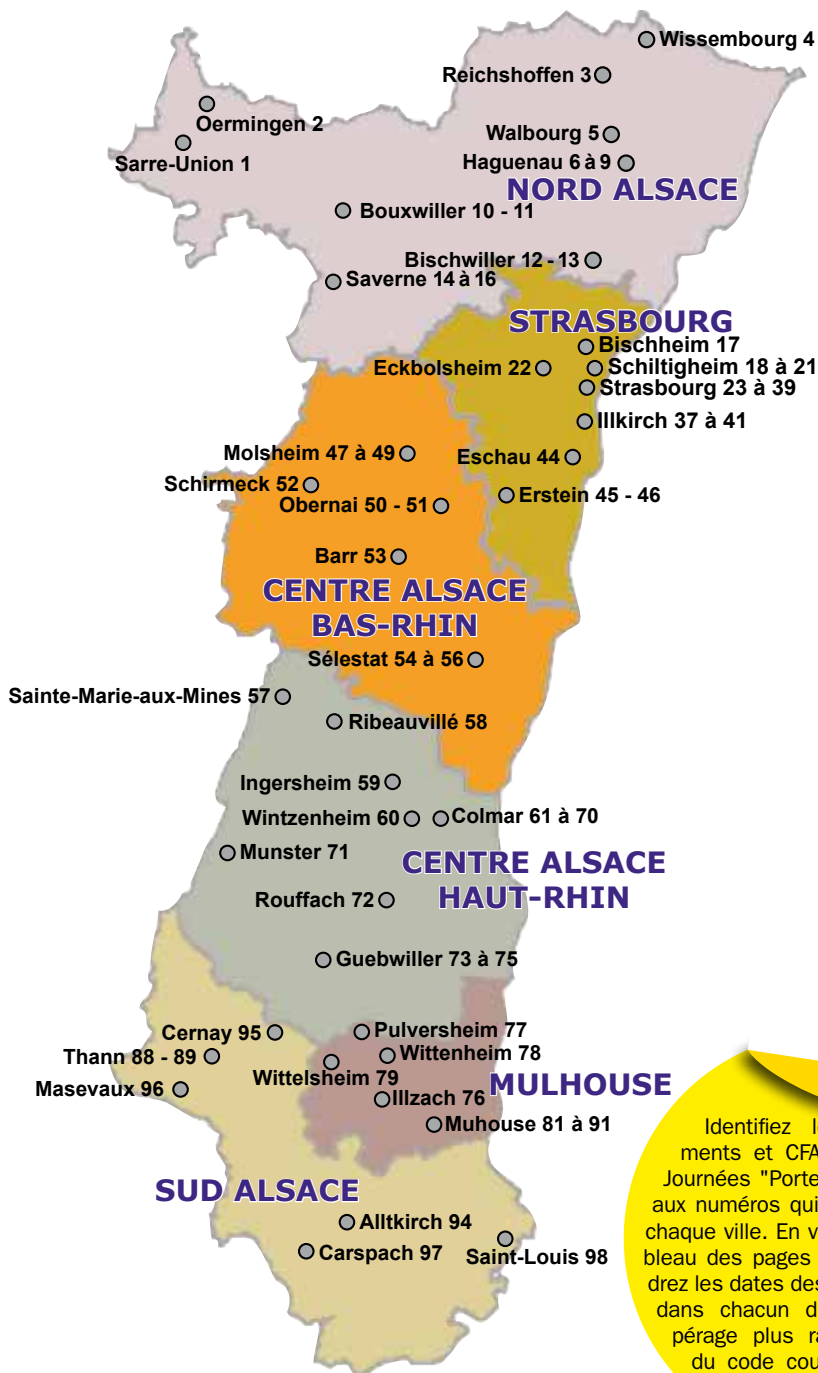 Wissembourg 4
Reichshoffen 3
Oermingen 2
Walbourg 5
Sarre-Union 1
Haguenau 6 à 9
NORD ALSACE
Bouxwiller 10 - 11
Bischwiller 12 - 13
Saverne 14 à 16
STRASBOURG
Bischheim 17
Eckbolsheim 22
Schiltigheim 18 à 21
Strasbourg 23 à 39
Illkirch 37 à 41
Molsheim 47 à 49
Eschau 44
Schirmeck 52
Obernai 50 - 51
Erstein 45 - 46
Barr 53
CENTRE ALSACE
BAS-RHIN
Sélestat 54 à 56
Sainte-Marie-aux-Mines 57
Ribeauvillé 58
Ingersheim 59
Wintzenheim 60
Colmar 61 à 70
Munster 71
CENTRE ALSACE
HAUT-RHIN
Rouffach 72
Guebwiller 73 à 75
Cernay 95
Pulversheim 77
Thann 88 - 89
Wittenheim 78
Wittelsheim 79
Masevaux 96
MULHOUSE
Illzach 76
Muhouse 81 à 91
SUD ALSACE
Alltkirch 94
Carspach 97
Saint-Louis 98
Identifiez l
ments et CFA
Journées "Porte
aux numéros qui
chaque ville. En v
bleau des pages
drez les dates des
dans chacun d
pérage plus ra
du code cou